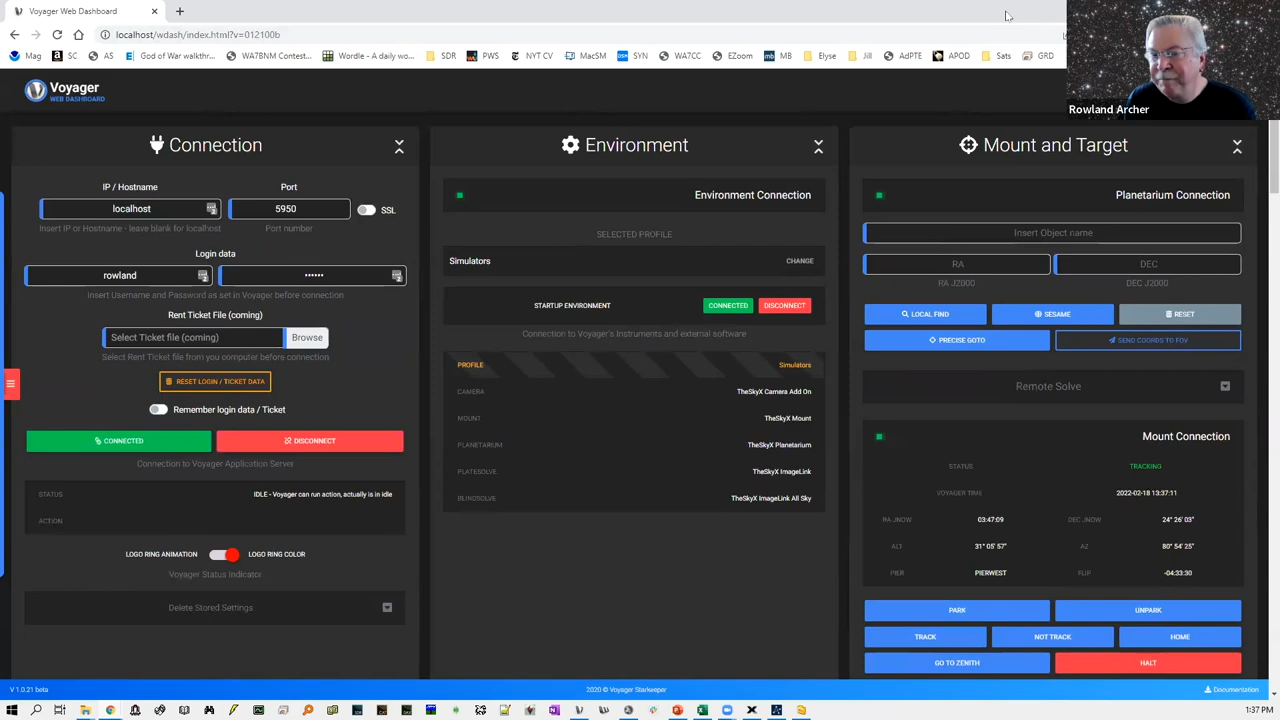 Voyager Web Dashboard
localhost/wdash/index.html?v=012100b
Mag
SC
AS
God of War walkthr...
WA7BNM Contest...
Wordle - A daily wo...
SDR
PWS
NYT CV
MacSM
SYN
WA7CC
EZoom
MB
Elyse
Jill
AdPTE
APOD
Sats
GRD
Rowland Archer
Voyager
WEB DASHBOARD
Connection
IP / Hostname
Port
localhost
5950
SSL
Insert IP or Hostname - leave blank for localhost
Port number
Login data
rowland
••••••
Insert Username and Password as set in Voyager before connection
Rent Ticket File (coming)
Select Ticket file (coming)
Browse
Select Rent Ticket file from you computer before connection
RESET LOGIN / TICKET DATA
Remember login data / Ticket
CONNECTED
DISCONNECT
Connection to Voyager Application Server
STATUS
IDLE - Voyager can run action, actually is in idle
ACTION
LOGO RING ANIMATION
LOGO RING COLOR
Voyager Status Indicator
Delete Stored Settings
Environment
Environment Connection
SELECTED PROFILE
Simulators
CHANGE
STARTUP ENVIRONMENT
CONNECTED
DISCONNECT
Connection to Voyager's Instruments and external software
PROFILE
Simulators
CAMERA
TheSkyX Camera Add On
MOUNT
TheSkyX Mount
PLANETARIUM
TheSkyX Planetarium
PLATESOLVE
TheSkyX ImageLink
BLINDSOLVE
TheSkyX ImageLink All Sky
Mount and Target
Planetarium Connection
Insert Object name
RA
DEC
RA J2000
DEC J2000
LOCAL FIND
SESAME
RESET
PRECISE GOTO
SEND COORDS TO FOV
Remote Solve
Mount Connection
STATUS
TRACKING
VOYAGER TIME
2022-02-18 13:37:11
RA JNOW
03:47:09
DEC JNOW
24° 26' 03"
ALT
31° 05' 57"
AZ
80° 54' 25"
PIER
PIERWEST
FLIP
-04:33:30
PARK
UNPARK
TRACK
NOT TRACK
HOME
GO TO ZENITH
HALT
V 1.0.21 beta
2020 © Voyager Starkeeper
Documentation
1:37 PM